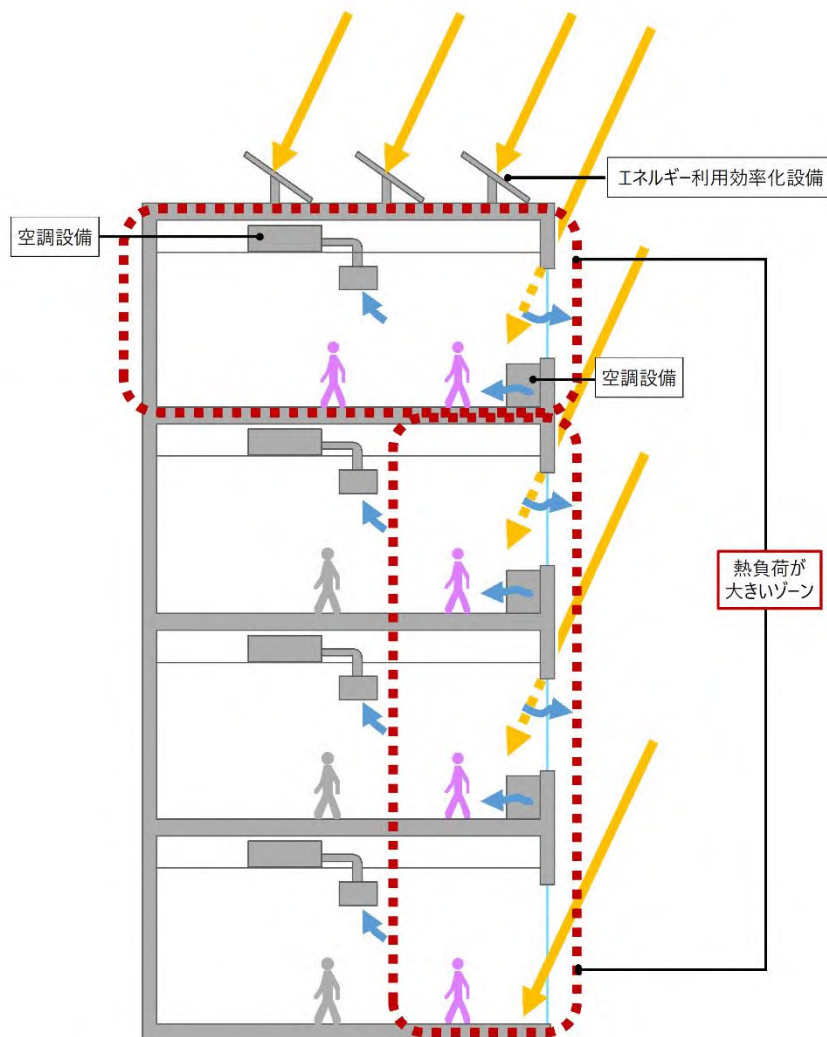 エネルギー利用効率化設備
空調設備
空調設備
熱負荷が
大きいゾーン